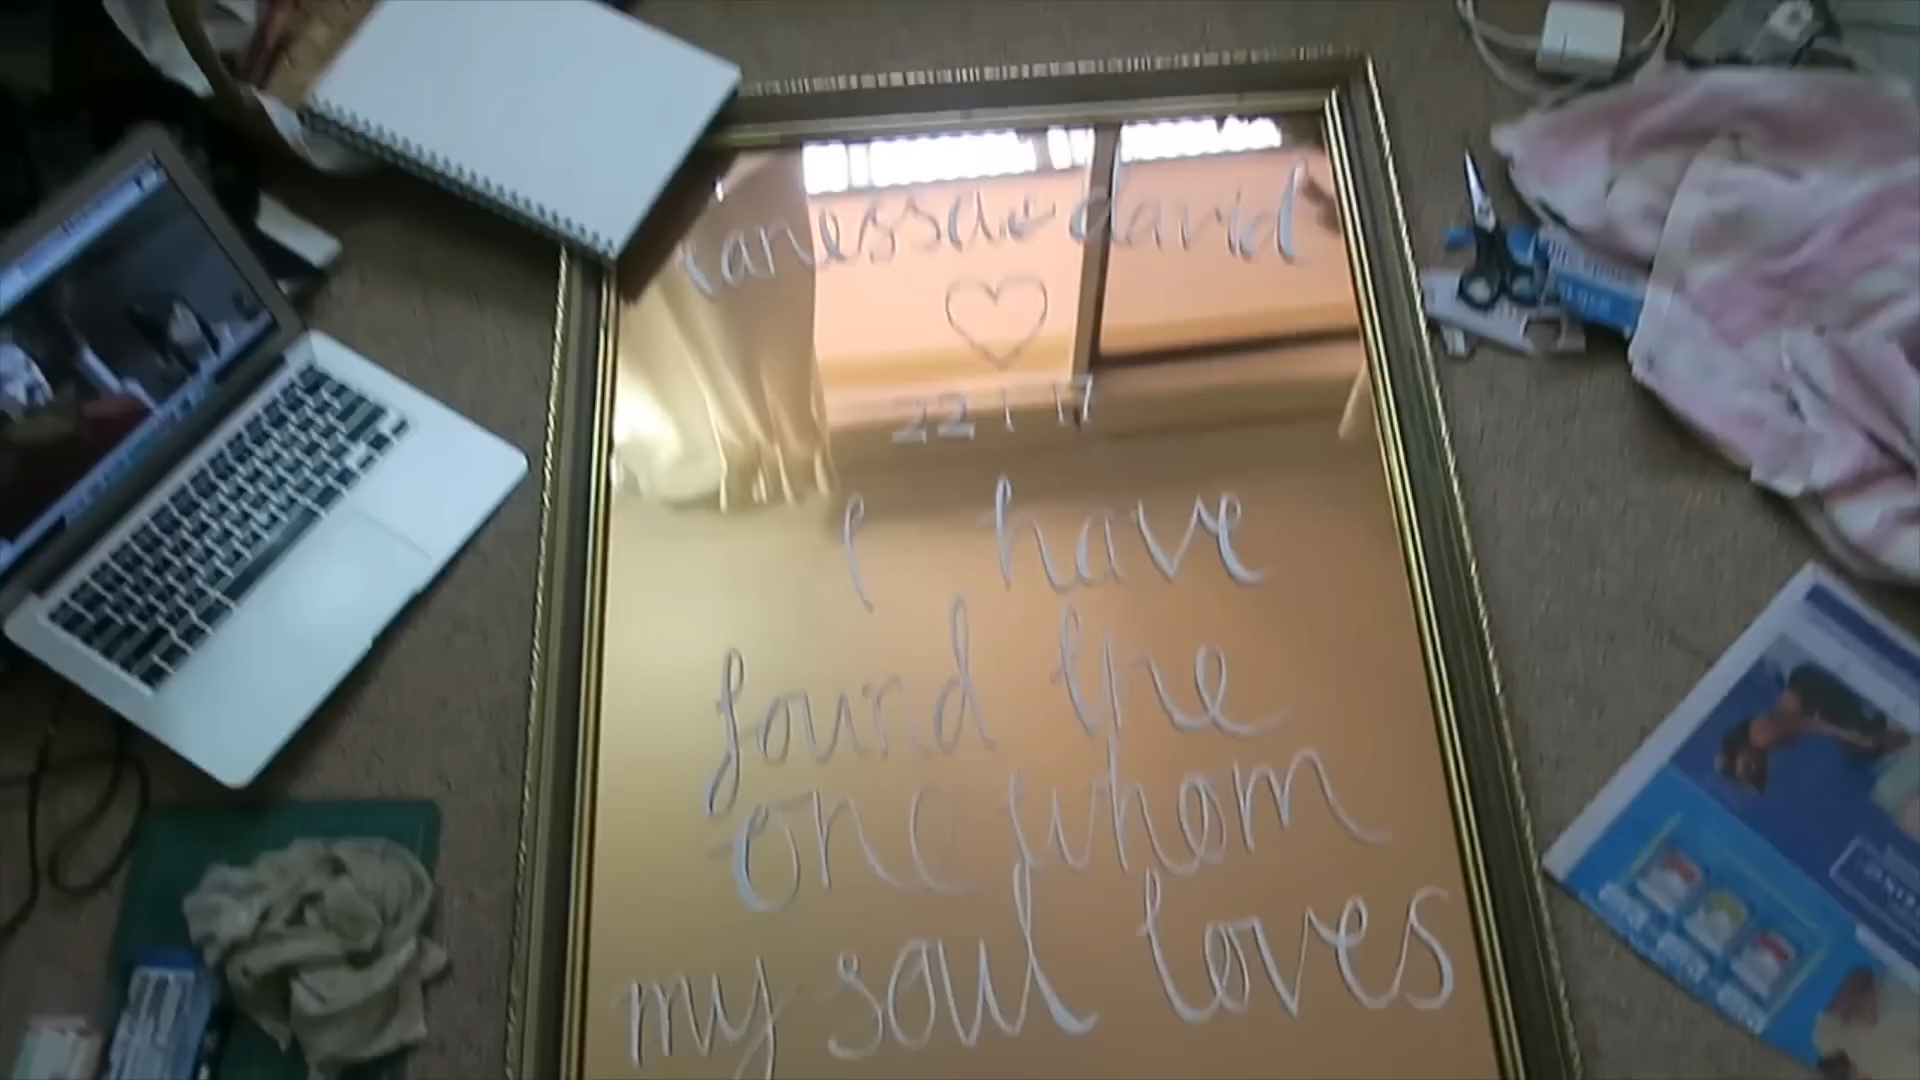 vanessa + david
22 1 17
I have
found the
one whom
my soul loves